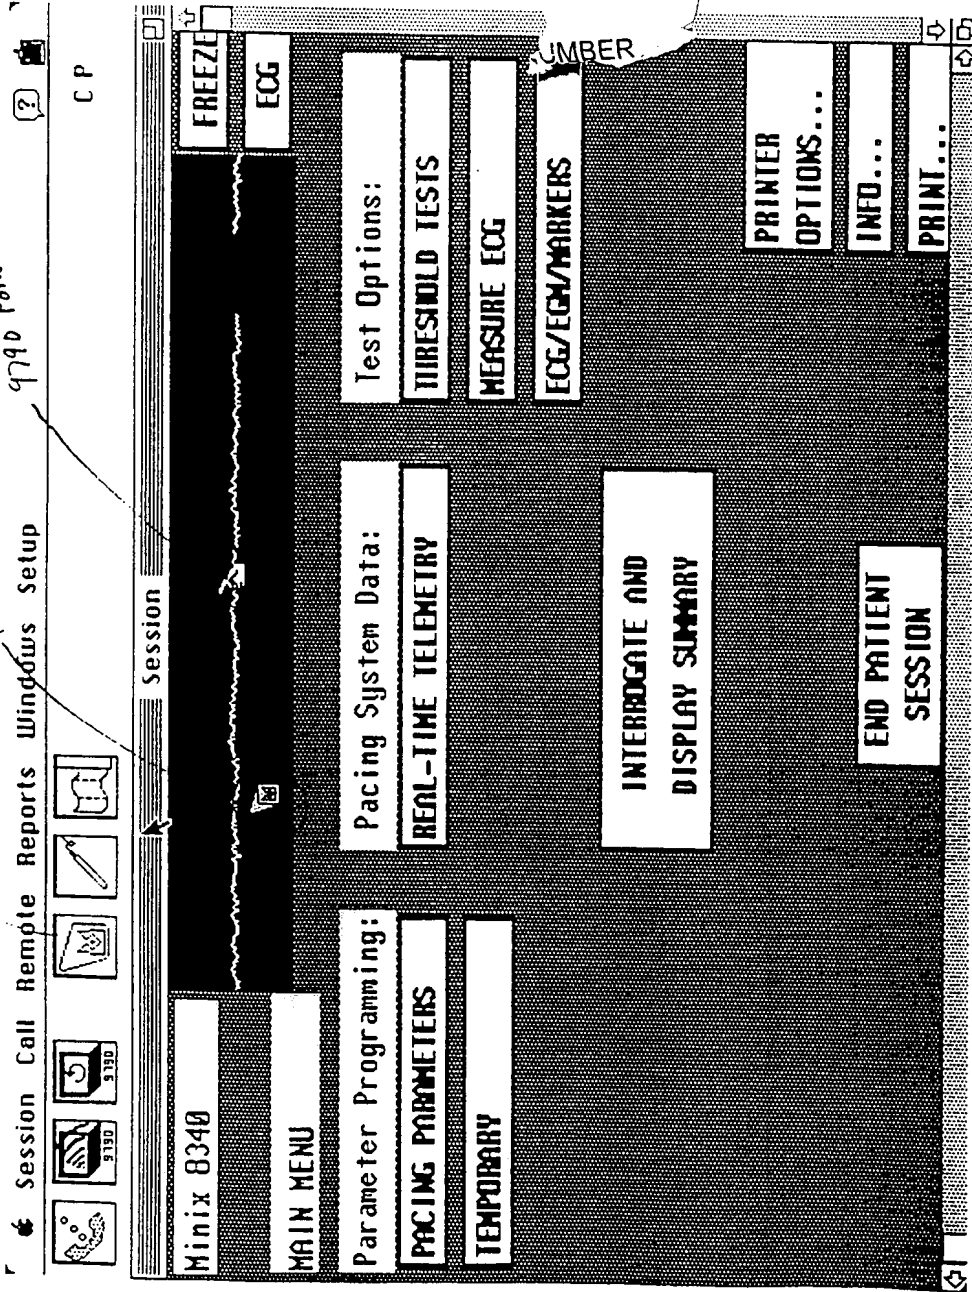 Session Call Remote Reports Windows Setup
9790
9790
C P
9790
Session
Minix 8340
FREEZE
MAIN MENU
ECG
Parameter Programming:
PACING PARAMETERS
TEMPORARY
Pacing System Data:
REAL-TIME TELEMETRY
Test Options:
THRESHOLD TESTS
MEASURE ECG
ECG/EGM/MARKERS
UMBER
INTERROGATE AND
DISPLAY SUMMARY
END PATIENT
SESSION
PRINTER
OPTIONS...
INFO...
PRINT...